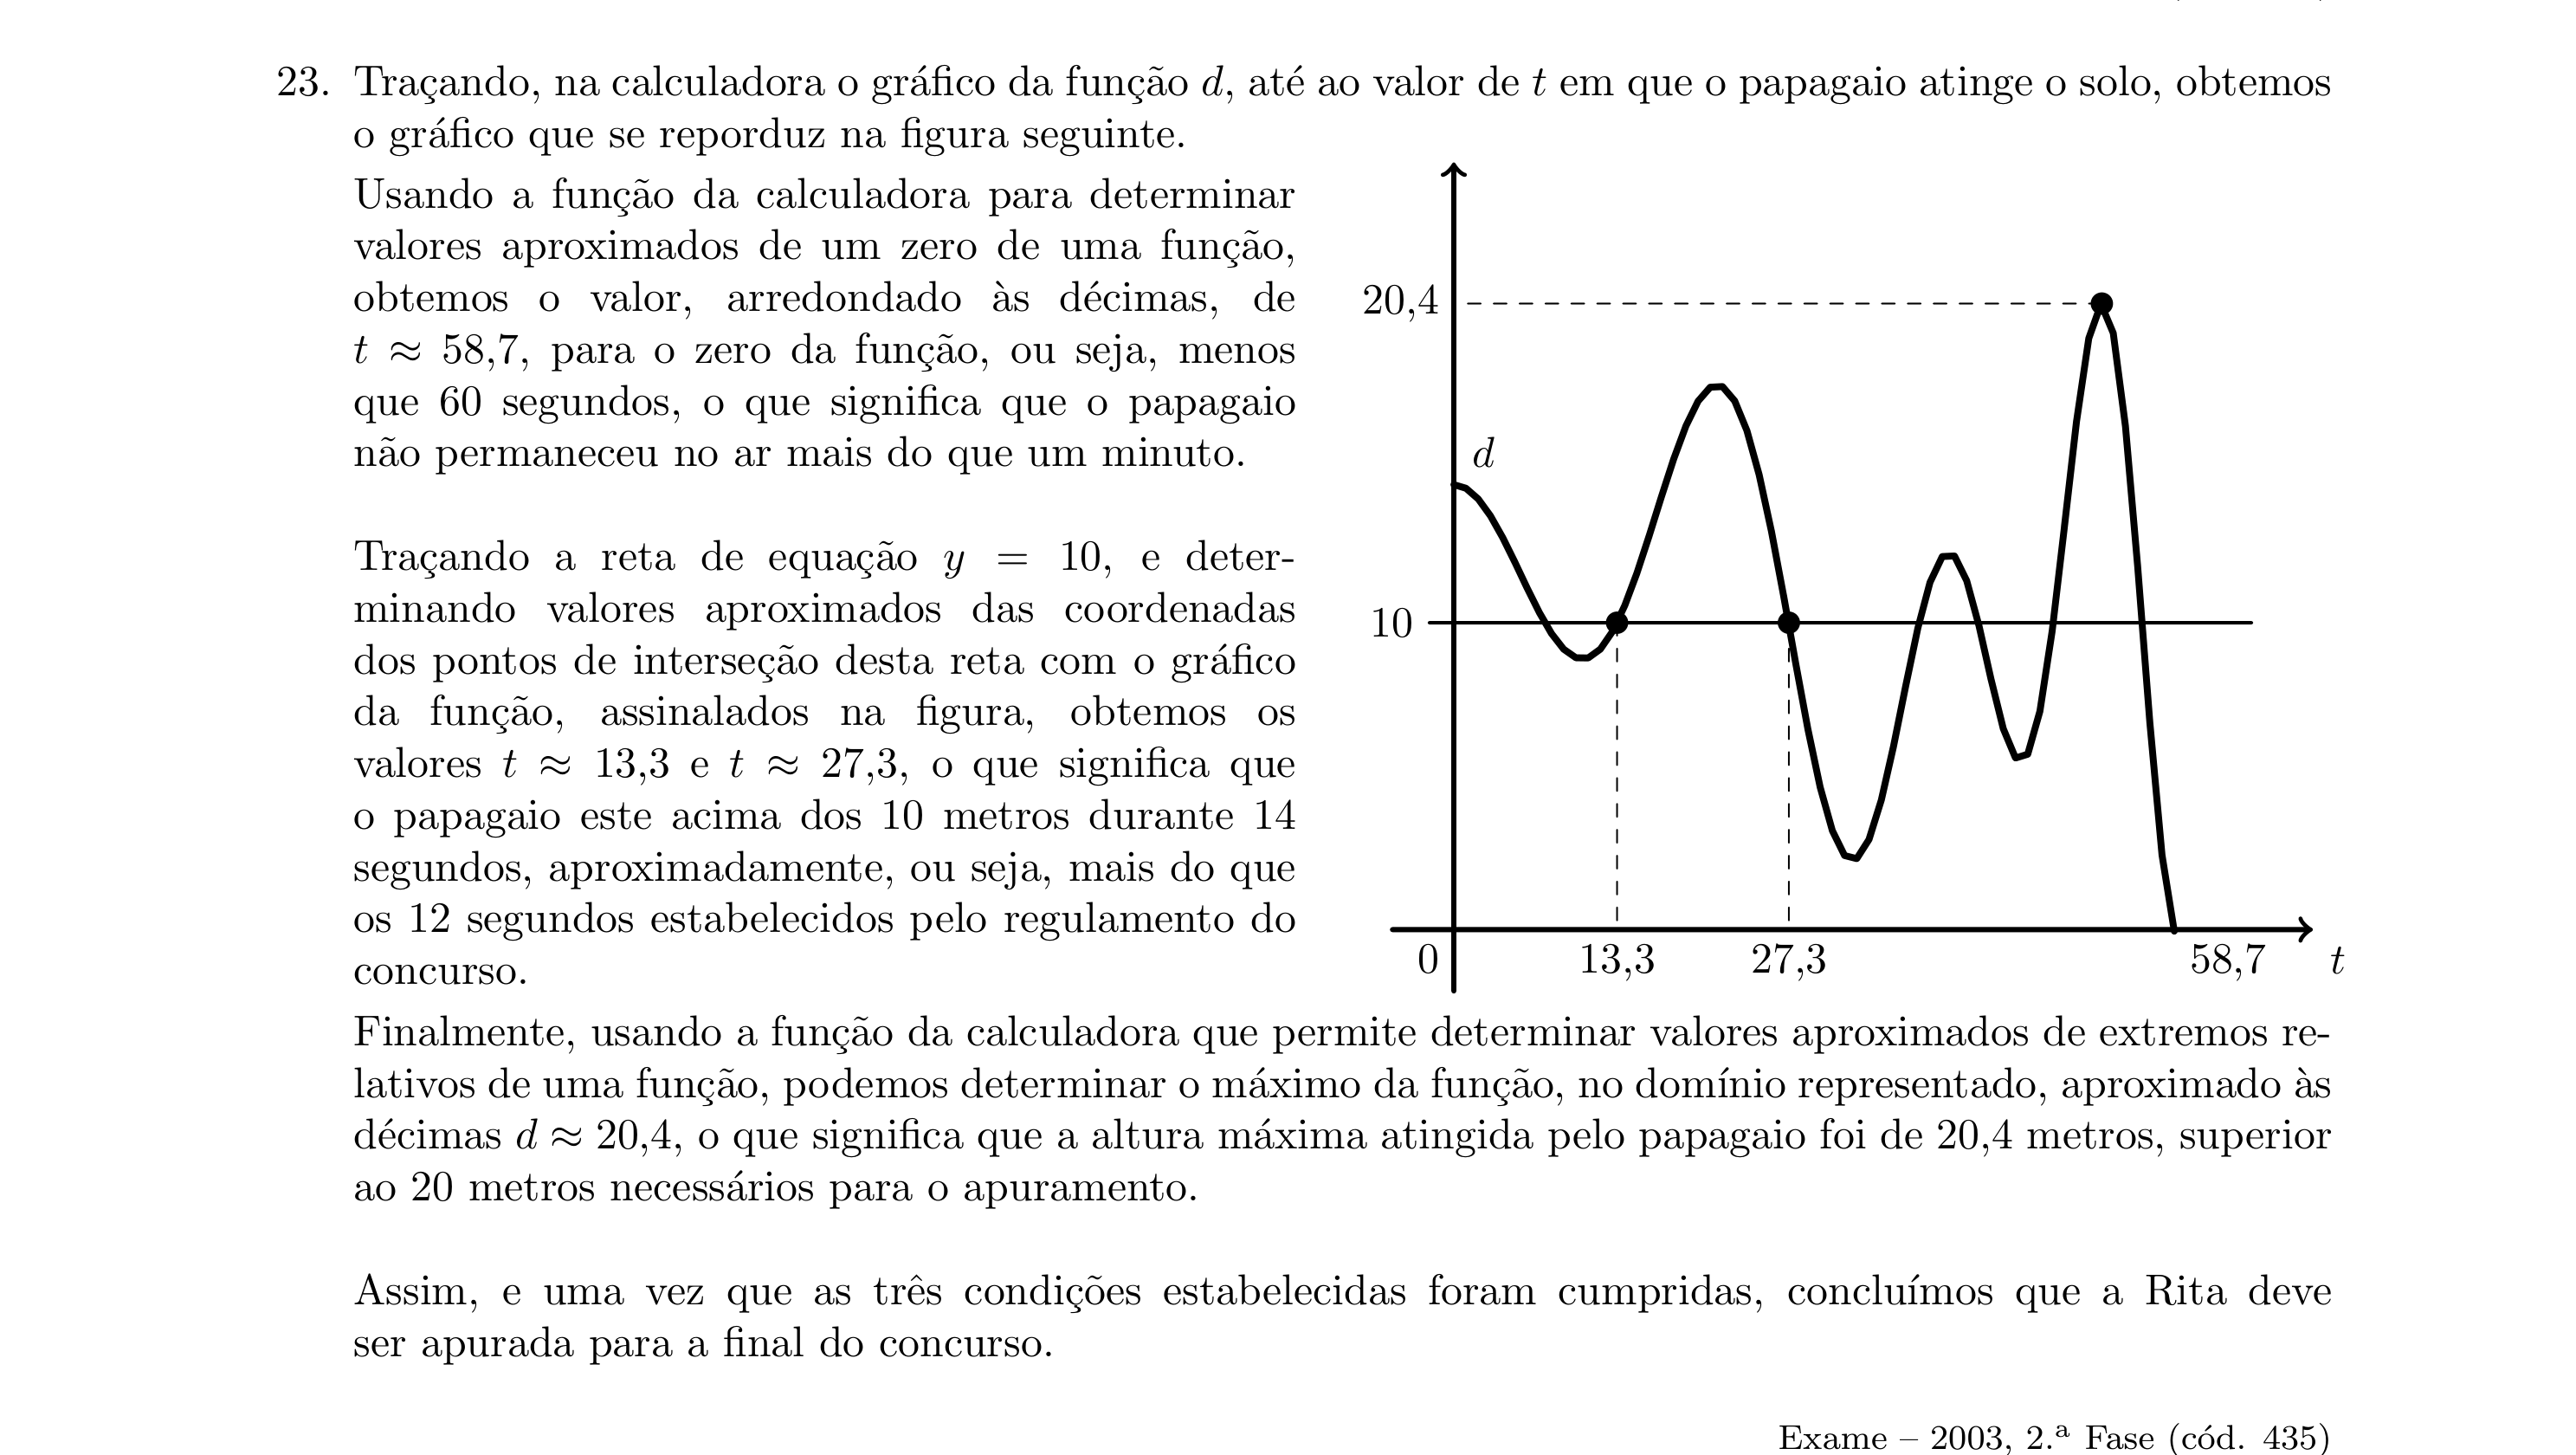 23. Traçando, na calculadora o gráfico da função d, até ao valor de t em que o papagaio atinge o solo, obtemos
o gráfico que se reporduz na figura seguinte.
Usando a função da calculadora para determinar
valores aproximados de um zero de uma função,
obtemos o valor, arredondado às décimas, de
t ≈ 58,7, para o zero da função, ou seja, menos
que 60 segundos, o que significa que o papagaio
não permaneceu no ar mais do que um minuto.
Traçando a reta de equação y = 10, e deter-
minando valores aproximados das coordenadas
dos pontos de interseção desta reta com o gráfico
da função, assinalados na figura, obtemos os
valores t ≈ 13,3 e t ≈ 27,3, o que significa que
o papagaio este acima dos 10 metros durante 14
segundos, aproximadamente, ou seja, mais do que
os 12 segundos estabelecidos pelo regulamento do
concurso.
20,4
d
10
0 13,3 27,3 58,7 t
Finalmente, usando a função da calculadora que permite determinar valores aproximados de extremos re-
lativos de uma função, podemos determinar o máximo da função, no domínio representado, aproximado às
décimas d ≈ 20,4, o que significa que a altura máxima atingida pelo papagaio foi de 20,4 metros, superior
ao 20 metros necessários para o apuramento.
Assim, e uma vez que as três condições estabelecidas foram cumpridas, concluímos que a Rita deve
ser apurada para a final do concurso.
Exame – 2003, 2.ª Fase (cód. 435)